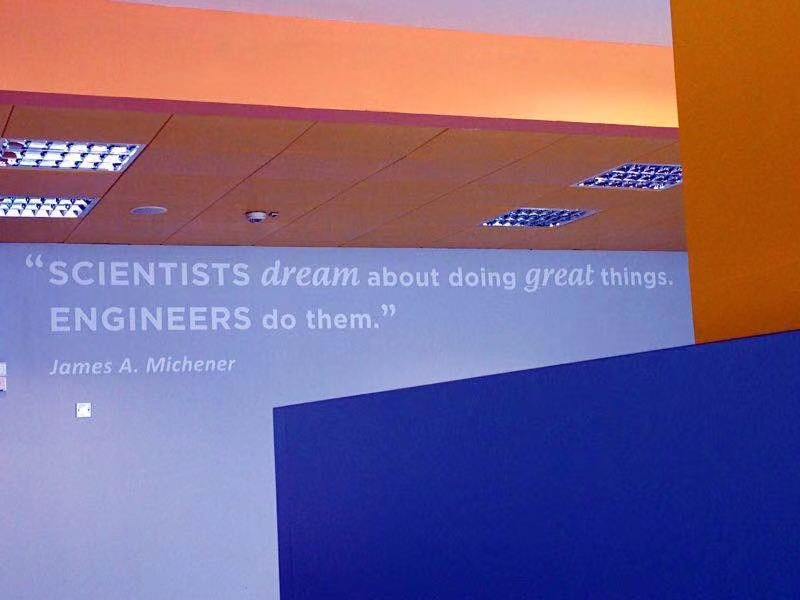 “SCIENTISTS dream about doing great things.
ENGINEERS do them.”
James A. Michener